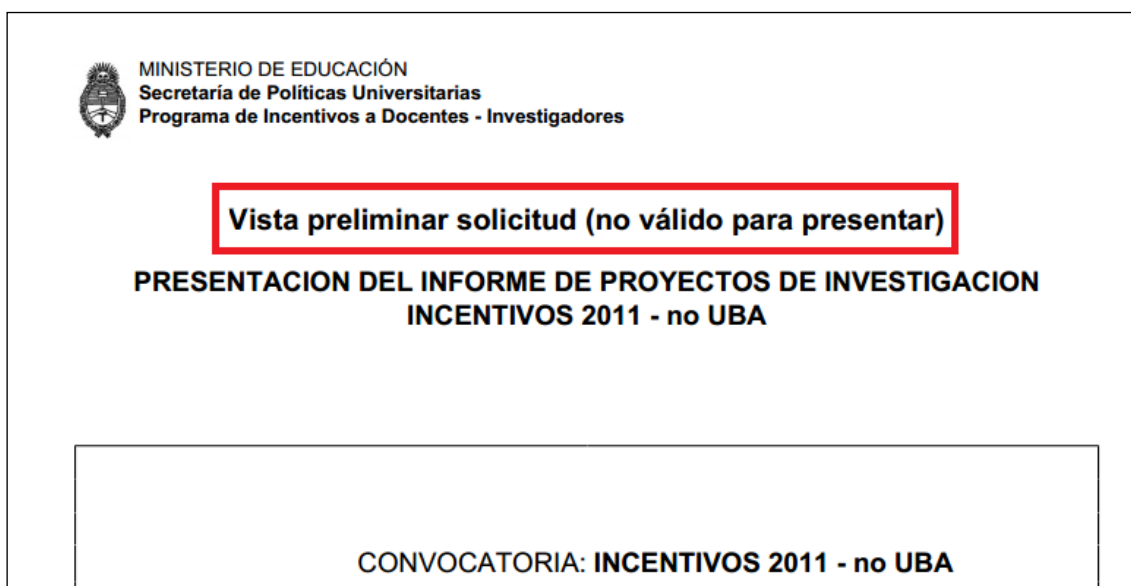 MINISTERIO DE EDUCACIÓN
Secretaría de Políticas Universitarias
Programa de Incentivos a Docentes - Investigadores
Vista preliminar solicitud (no válido para presentar)
PRESENTACION DEL INFORME DE PROYECTOS DE INVESTIGACION
INCENTIVOS 2011 - no UBA
CONVOCATORIA: INCENTIVOS 2011 - no UBA